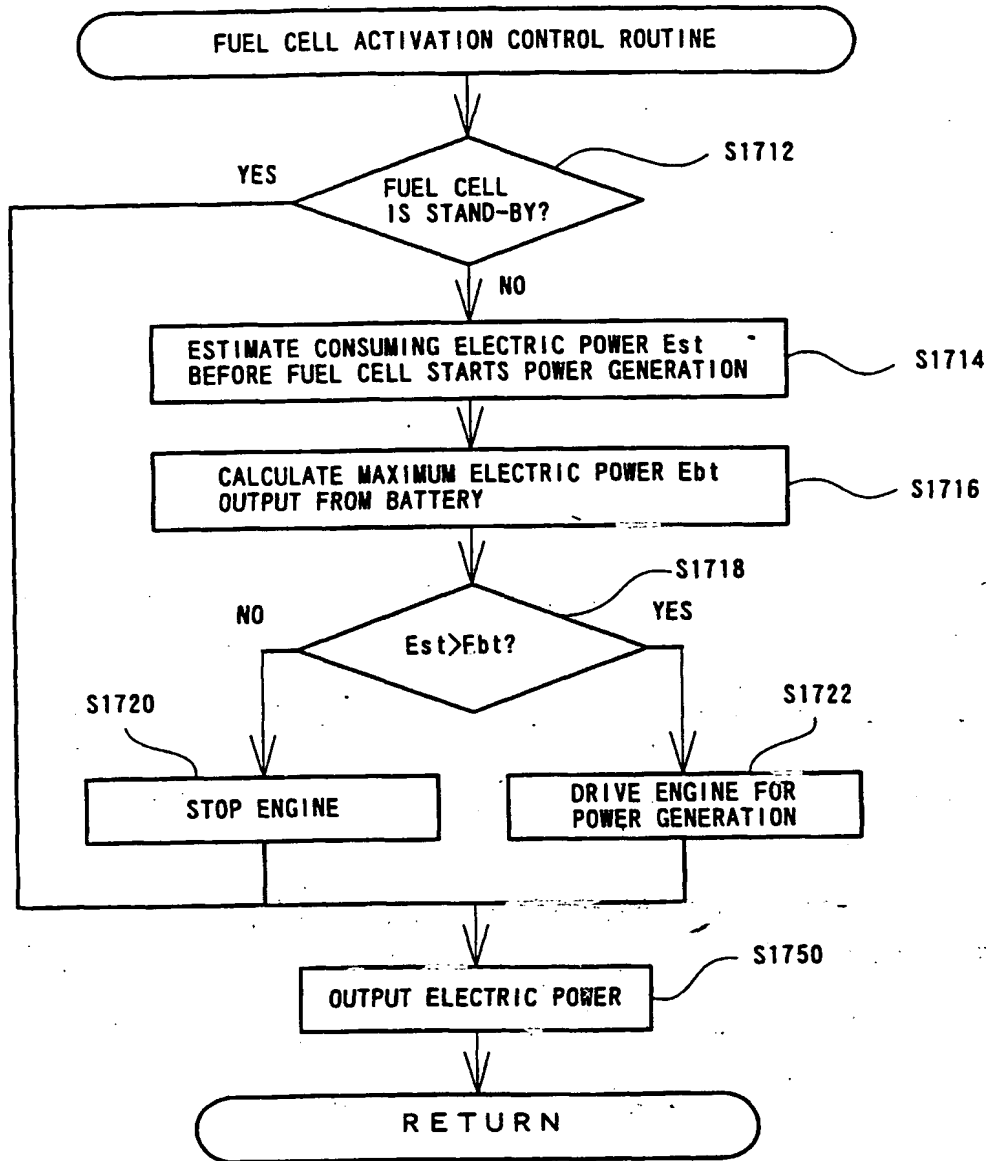 FUEL CELL ACTIVATION CONTROL ROUTINE
S1712
YES
FUEL CELL
IS STAND-BY?
NO
ESTIMATE CONSUMING ELECTRIC POWER Est
BEFORE FUEL CELL STARTS POWER GENERATION
S1714
CALCULATE MAXIMUM ELECTRIC POWER Ebt
OUTPUT FROM BATTERY
S1716
S1718
NO
YES
Est>Ebt?
S1720
S1722
STOP ENGINE
DRIVE ENGINE FOR
POWER GENERATION
S1750
OUTPUT ELECTRIC POWER
RETURN